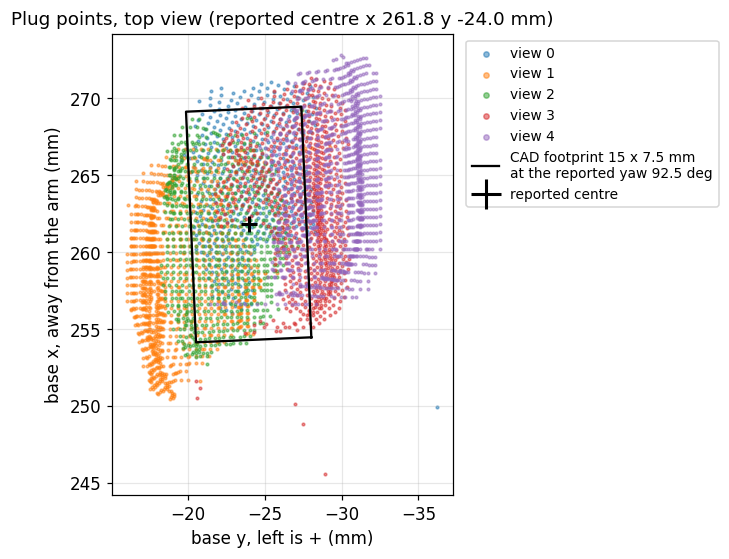 Plug points, top view (reported centre x 261.8 y -24.0 mm)
view 0
view 1
view 2
view 3
view 4
CAD footprint 15 x 7.5 mm
at the reported yaw 92.5 deg
reported centre
base x, away from the arm (mm)
270
265
260
255
250
245
−20
−25
−30
−35
base y, left is + (mm)